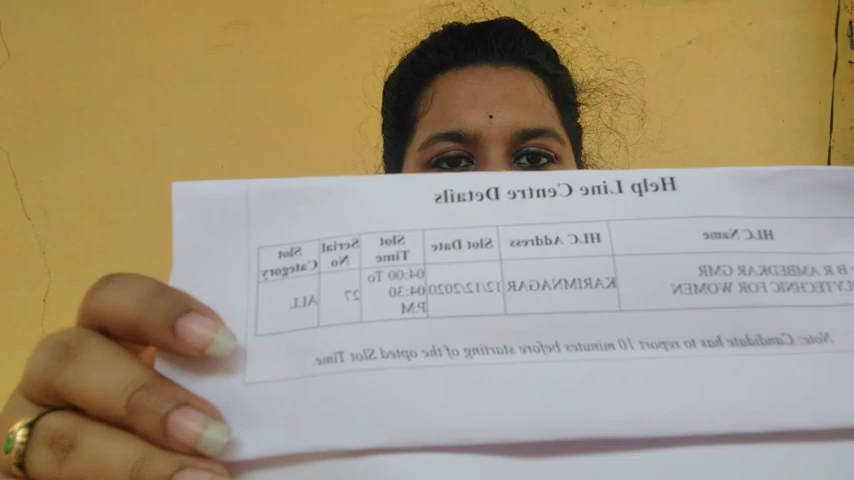 Help Line Centre Details
HLC Name HLC Address Slot Date Slot Time Serial No Slot Category
B R AMBEDKAR GMR POLYTECHNIC FOR WOMEN KARIMNAGAR 12/12/2020 04:00 To 04:30 P.M 27 ALL
Note: Candidate has to report 10 minutes before starting of the opted Slot Time.